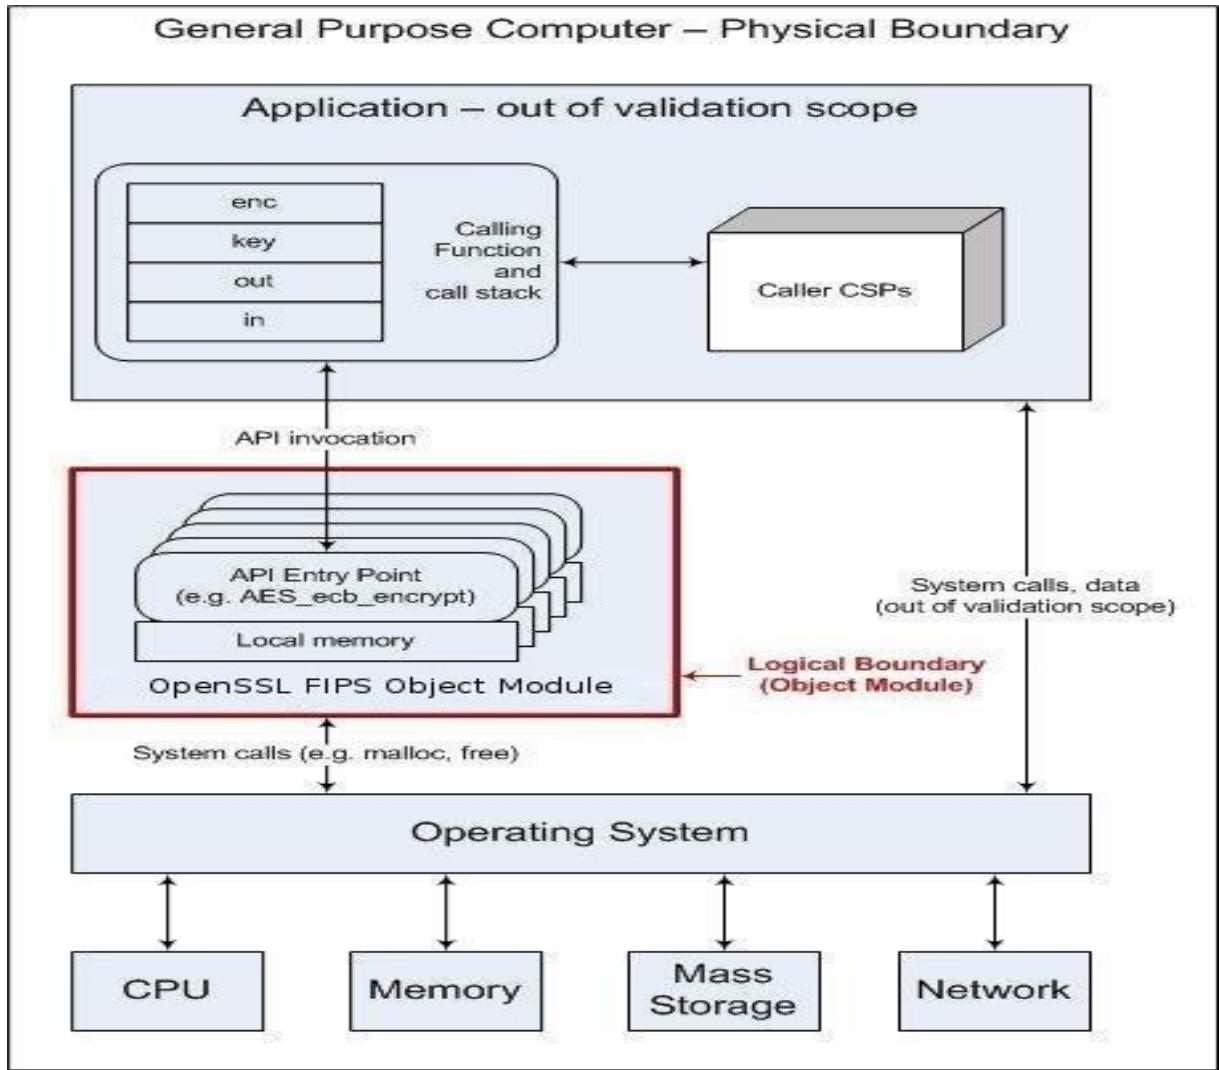 General Purpose Computer – Physical Boundary
Application – out of validation scope
enc
key
out
in
Calling
Function
and
call stack
Caller CSPs
API invocation
API Entry Point
(e.g. AES_ecb_encrypt)
Local memory
OpenSSL FIPS Object Module
System calls, data
(out of validation scope)
Logical Boundary
(Object Module)
System calls (e.g. malloc, free)
Operating System
CPU
Memory
Mass
Storage
Network